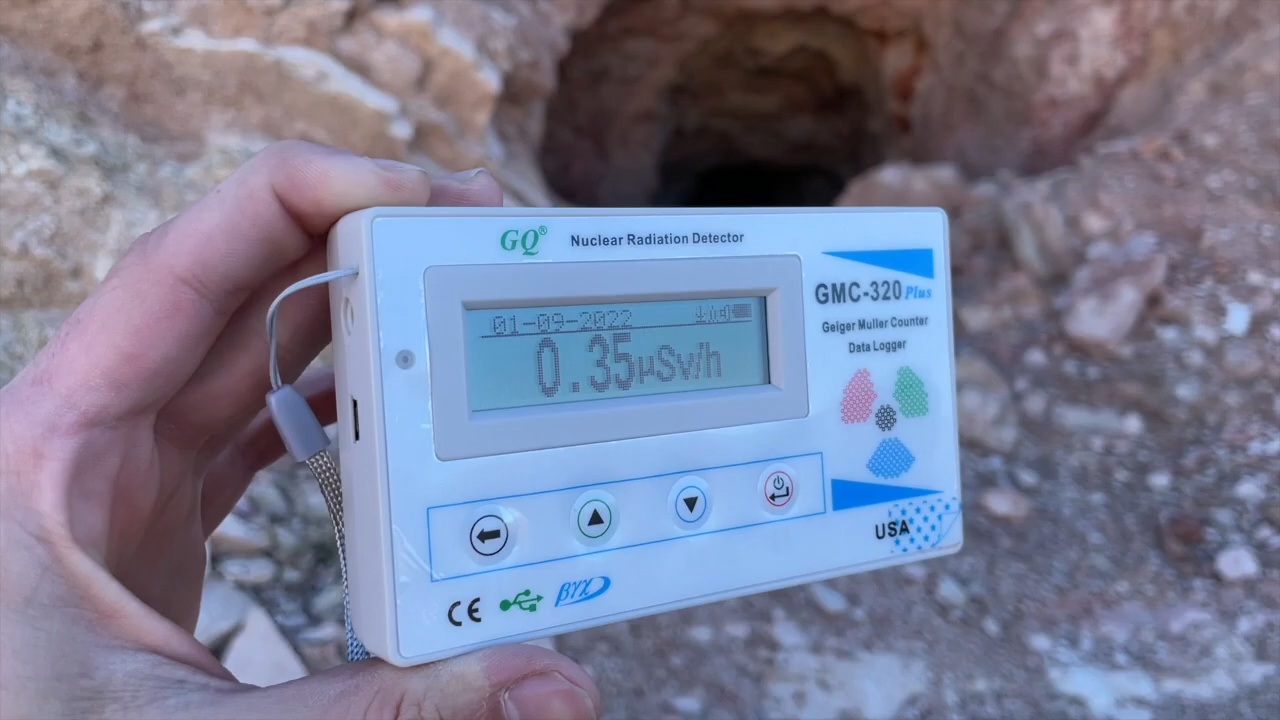 GQ® Nuclear Radiation Detector
01-09-2022
0.35µSv/h
GMC-320 Plus
Geiger Muller Counter
Data Logger
USA
CE
βγχ